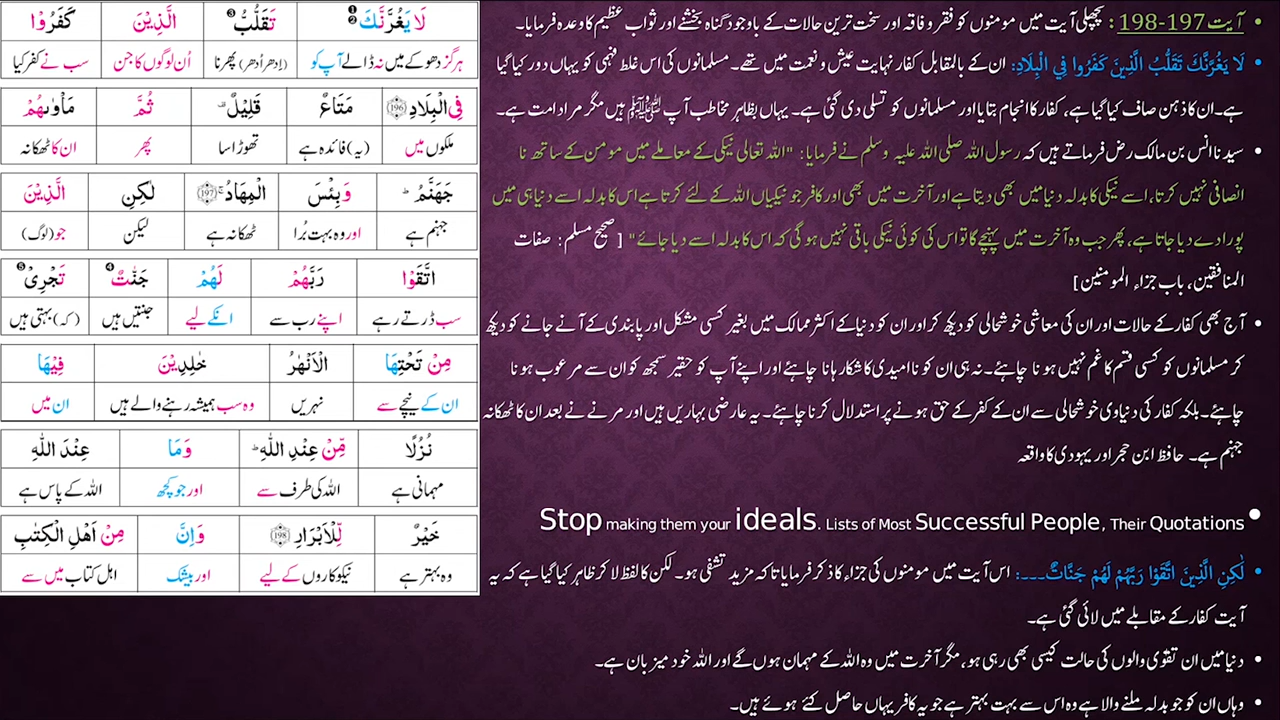 آیت 197-198 پچھلی آیت میں مومنوں کو فقر و فاقہ اور سخت ترین حالات کے باوجود گناہ بخشنے اور ثواب عظیم کا وعدہ فرمایا۔
لَا يَغُرَّنَّكَ تَقَلُّبُ الَّذِينَ كَفَرُوا فِي الْبِلَادِ: ان کے بالمقابل کفار نہایت عیش و نعمت میں تھے۔ مسلمانوں کی اس غلط فہمی کو یہاں دور کیا گیا
ہے۔ ان کا ذہن صاف کیا گیا ہے، کفار کا انجام بتایا اور مسلمانوں کو تسلی دی گئی ہے۔ یہاں بظاہر مخاطب آپ ﷺ ہیں مگر مراد امت ہے۔
سیدنا انس بن مالک رض فرماتے ہیں کہ رسول اللہ صلی اللہ علیہ وسلم نے فرمایا: "اللہ تعالی نیکی کے معاملے میں مومن کے ساتھ نا
انصافی نہیں کرتا، اسے نیکی کا بدلہ دنیا میں بھی دیتا ہے اور آخرت میں بھی اور کافر جو نیکیاں اللہ کے لئے کرتا ہے اس کا بدلہ اسے دنیا ہی میں
پورا دے دیا جاتا ہے، پھر جب وہ آخرت میں پہنچے گا تو اس کی کوئی نیکی باقی نہیں ہوگی کہ اس کا بدلہ اسے دیا جائے" [صحیح مسلم: صفات
المنافقین، باب جزاء المومنین]
آج بھی کفار کے حالات اور ان کی معاشی خوشحالی کو دیکھ کر اور ان کو دنیا کے اکثر ممالک میں بغیر کسی مشکل اور پابندی کے آنے جانے کو دیکھ
کر مسلمانوں کو کسی قسم کا غم نہیں ہونا چاہئے۔ نہ ہی ان کو ناامیدی کا شکار ہانا چاہئے اور اپنے آپ کو حقیر سمجھ کو ان سے مرعوب ہونا
چاہئے۔ بلکہ کفار کی دنیاوی خوشحالی سے ان کے کفر کے حق ہونے پر استدلال کرنا چاہئے۔ یہ عارضی بہاریں ہیں اور مرنے نے بعد ان کا ٹھکانہ
جہنم ہے۔ حافظ ابن حجر اور یہودی کا واقعہ
Stop making them your ideals. Lists of Most Successful People, Their Quotations
لٰكِنِ الَّذِينَ اتَّقَوْا رَبَّهُمْ لَهُمْ جَنَّاتٌ۔۔۔: اس آیت میں مومنوں کی جزاء کا ذکر فرمایا تاکہ مزید تشفی ہو۔ لکن کا لفظ لا کر ظاہر کیا گیا ہے کہ یہ
آیت کفار کے مقابلے میں لائی گئی ہے۔
دنیا میں ان تقوی والوں کی حالت کیسی بھی رہی ہو، مگر آخرت میں وہ اللہ کے مہمان ہوں گے اور اللہ خود میزبان ہے۔
وہاں ان کو جو بدلہ ملنے والا ہے وہ اس سے بہت بہتر ہے جو یہ کافر یہاں حاصل کئے ہوئے ہیں۔
لَا يَغُرَّنَّكَ تَقَلُّبُ الَّذِيْنَ كَفَرُوْا
ہرگز دھوکے میں نہ ڈالے آپ کو (اِدھر اُدھر) پھرنا اُن لوگوں کا جن سب نے کفر کیا
فِي الْبِلَادِ 196 مَتَاعٌ قَلِيْلٌ ثُمَّ مَاْوٰىهُمْ
ملکوں میں (یہ) فائدہ ہے تھوڑا سا پھر ان کا ٹھکانہ
جَهَنَّمُ وَبِئْسَ الْمِهَادُ 197 لٰكِنِ الَّذِيْنَ
جہنم ہے اور وہ بہت بُرا ٹھکانہ ہے لیکن جو (لوگ)
اتَّقَوْا رَبَّهُمْ لَهُمْ جَنّٰتٌ تَجْرِيْ
سب ڈرتے رہے اپنے رب سے انکے لیے جنتیں ہیں (کہ) بہتی ہیں
مِنْ تَحْتِهَا الْاَنْهٰرُ خٰلِدِيْنَ فِيْهَا
ان کے نیچے سے نہریں وہ سب ہمیشہ رہنے والے ہیں ان میں
نُزُلًا مِّنْ عِنْدِ اللّٰهِ وَمَا عِنْدَ اللّٰهِ
مہمانی ہے اللہ کی طرف سے اور جو کچھ اللہ کے پاس ہے
خَيْرٌ لِّلْاَبْرَارِ 198 وَاِنَّ مِنْ اَهْلِ الْكِتٰبِ
وہ بہتر ہے نیکوکاروں کے لیے اور بیشک اہل کتاب میں سے